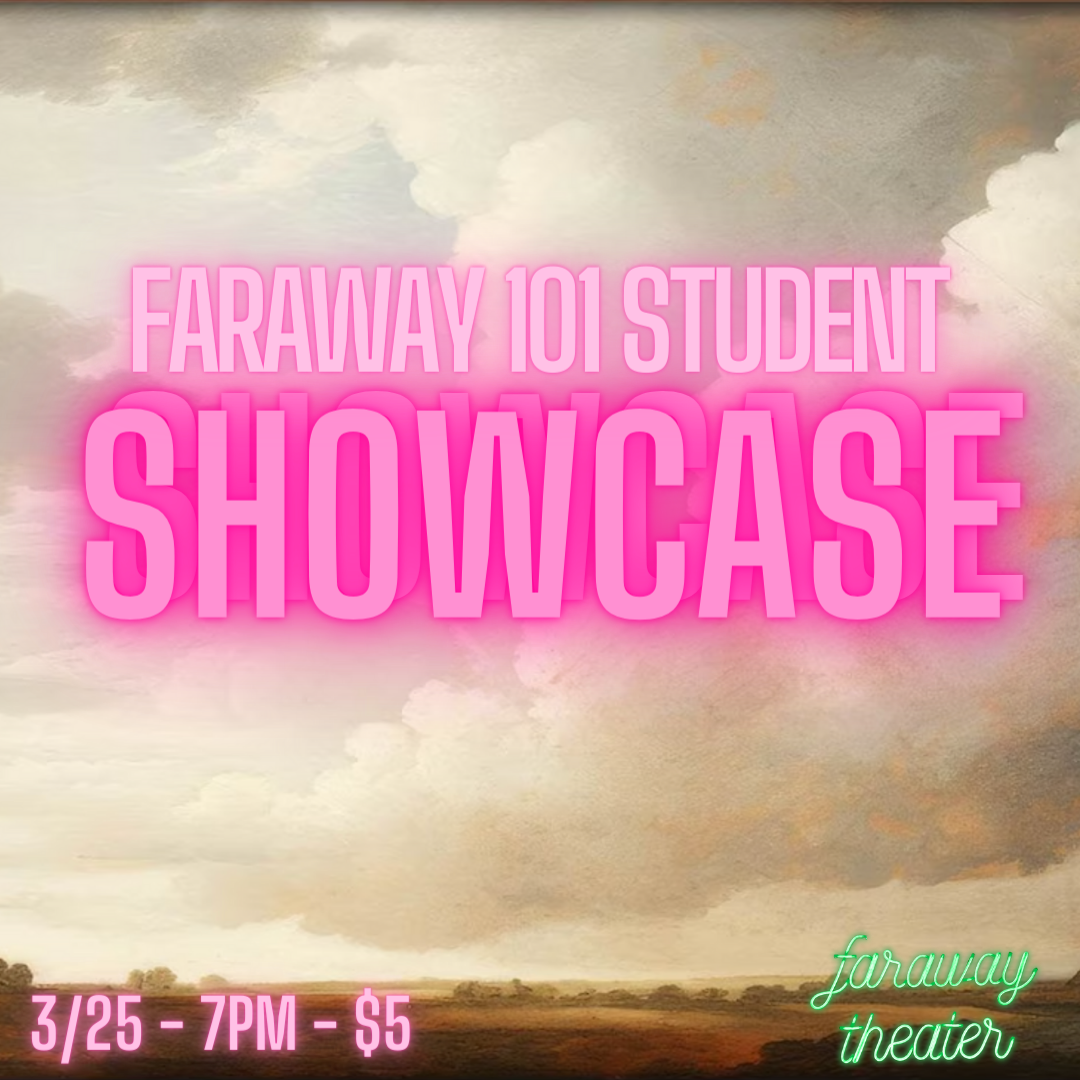 FARAWAY 101 STUDENT
SHOWCASE
3/25 - 7PM - $5
faraway
theater